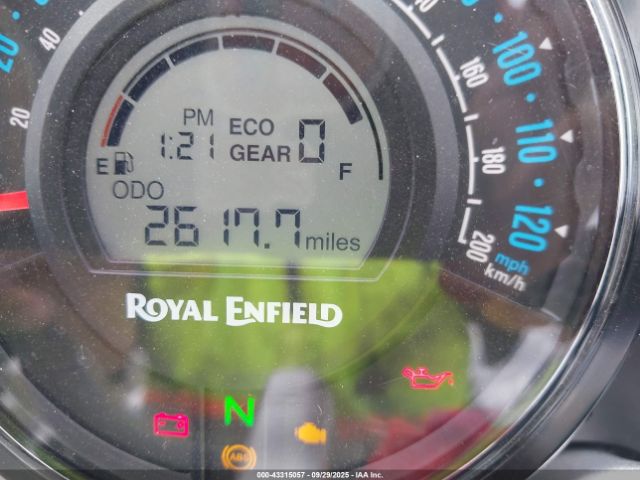 20
40
20
PM
1:21
ECO
GEAR
0
E
F
ODO
2617.7 miles
ROYAL ENFIELD
100
110
120
mph
160
180
200
km/h
N
ABS
000-43315057 09/29/2025 - IAA Inc.